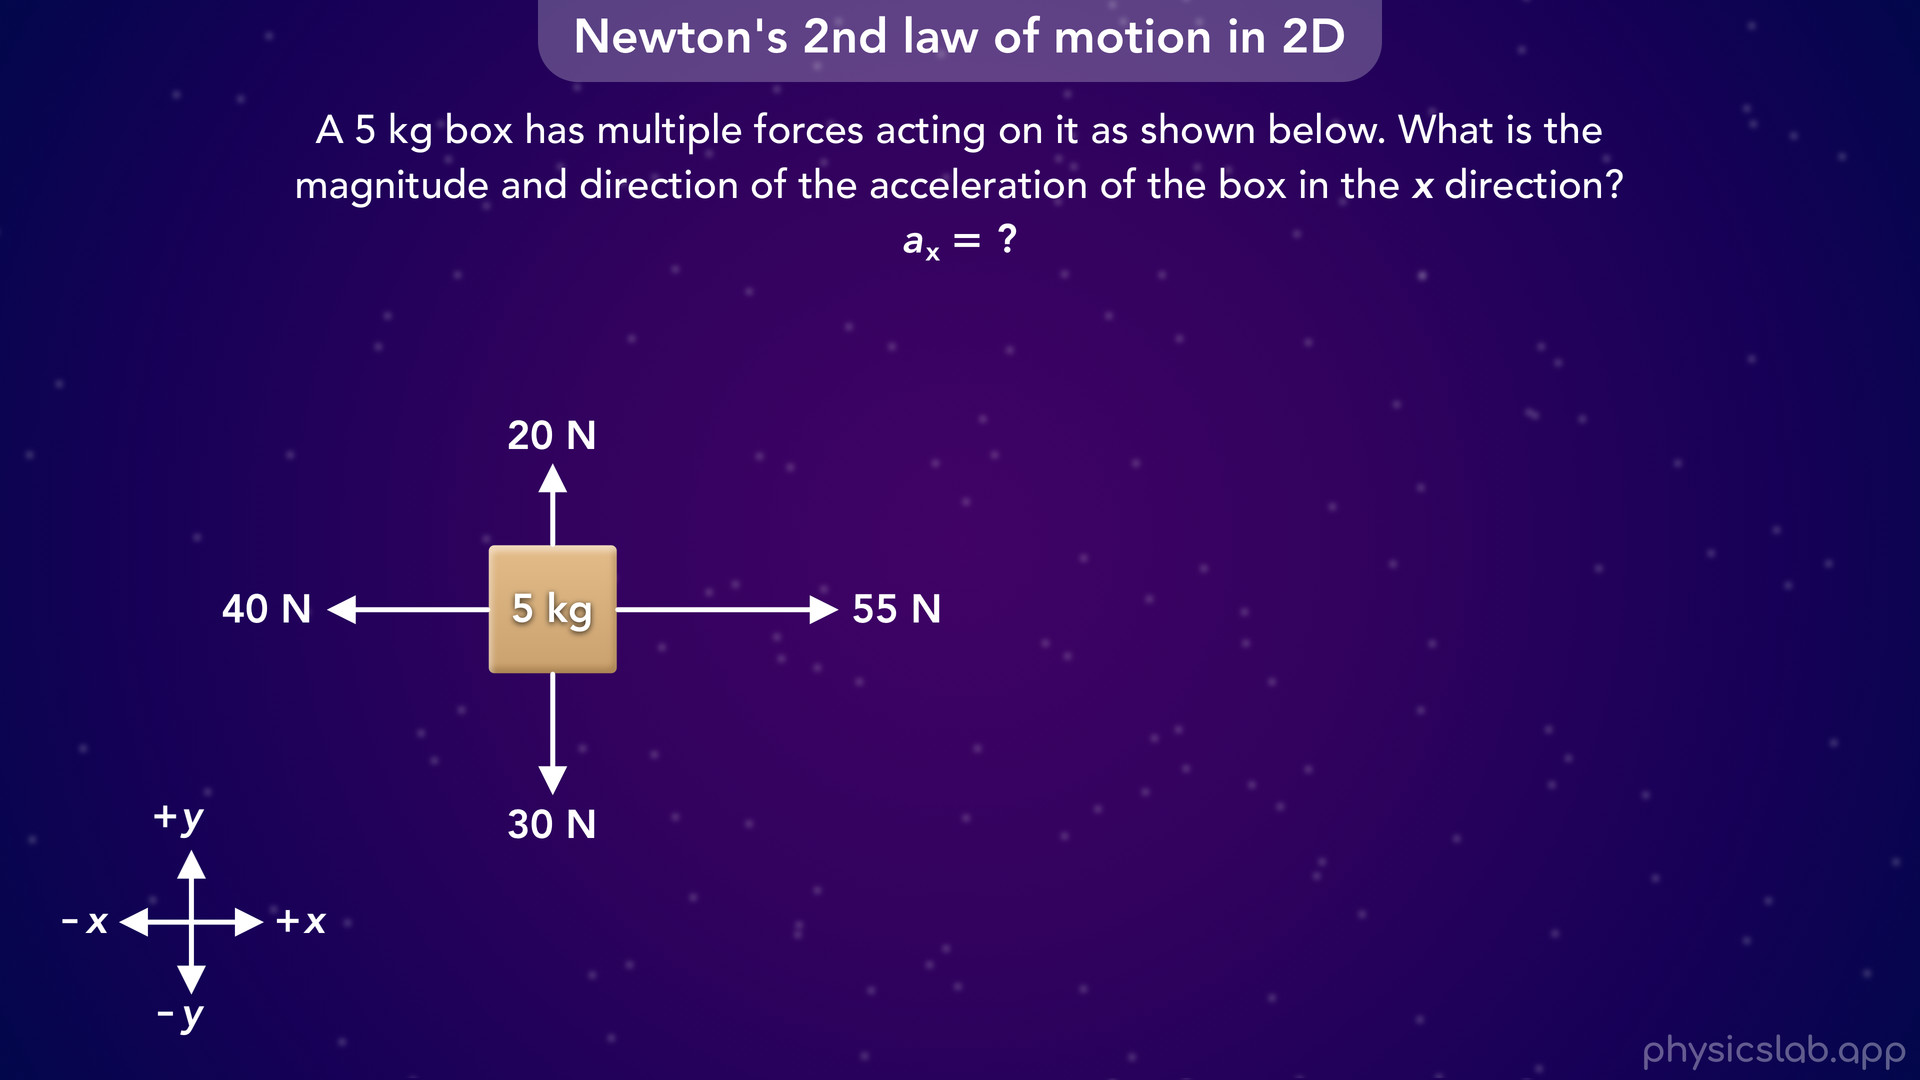 Newton's 2nd law of motion in 2D
A 5 kg box has multiple forces acting on it as shown below. What is the
magnitude and direction of the acceleration of the box in the x direction?
aₓ = ?
20 N
40 N
5 kg
55 N
30 N
+y
–x
+x
–y
physicslab.app